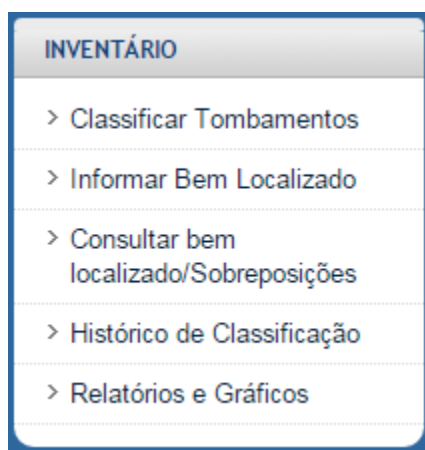 INVENTÁRIO
> Classificar Tombamentos
> Informar Bem Localizado
> Consultar bem
localizado/Sobreposições
> Histórico de Classificação
> Relatórios e Gráficos